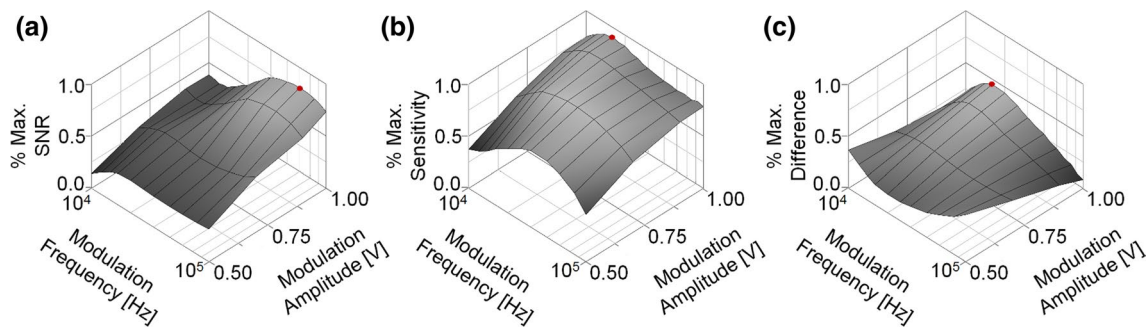 (a)
% Max.
SNR
1.0
0.5
0.0
10⁴
10⁵
0.50
0.75
1.00
Modulation
Frequency [Hz]
Modulation
Amplitude [V]
(b)
% Max.
Sensitivity
1.0
0.5
0.0
10⁴
10⁵
0.50
0.75
1.00
Modulation
Frequency [Hz]
Modulation
Amplitude [V]
(c)
% Max.
Difference
1.0
0.5
0.0
10⁴
10⁵
0.50
0.75
1.00
Modulation
Frequency [Hz]
Modulation
Amplitude [V]